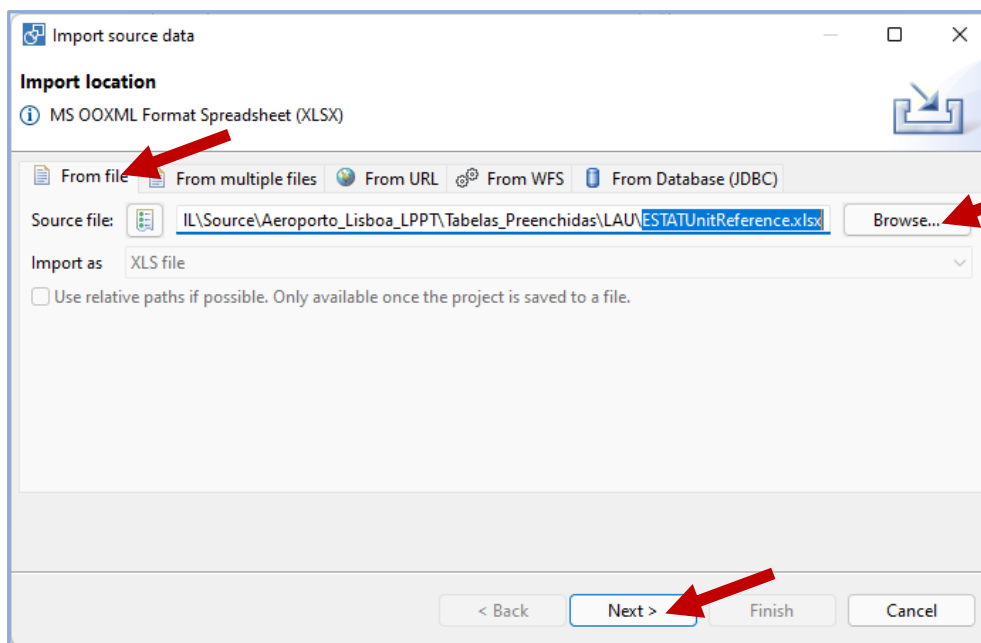 Import source data
Import location
MS OOXML Format Spreadsheet (XLSX)
From file From multiple files From URL From WFS From Database (JDBC)
Source file: IL\Source\Aeroporto_Lisboa_LPPT\Tabelas_Preenchidas\LAU\ESTATUnitReference.xlsx Browse...
Import as XLS file
Use relative paths if possible. Only available once the project is saved to a file.
< Back Next > Finish Cancel